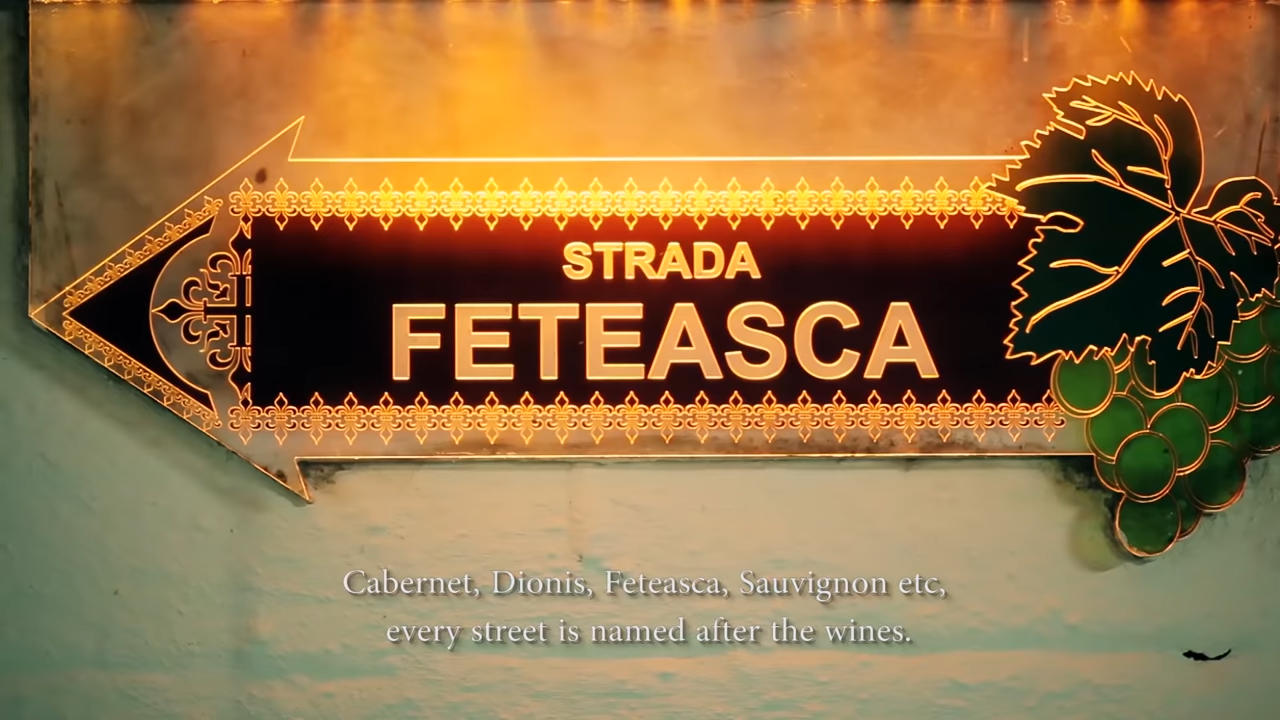 STRADA
FETEASCA
Cabernet, Dionis, Feteasca, Sauvignon etc,
every street is named after the wines.